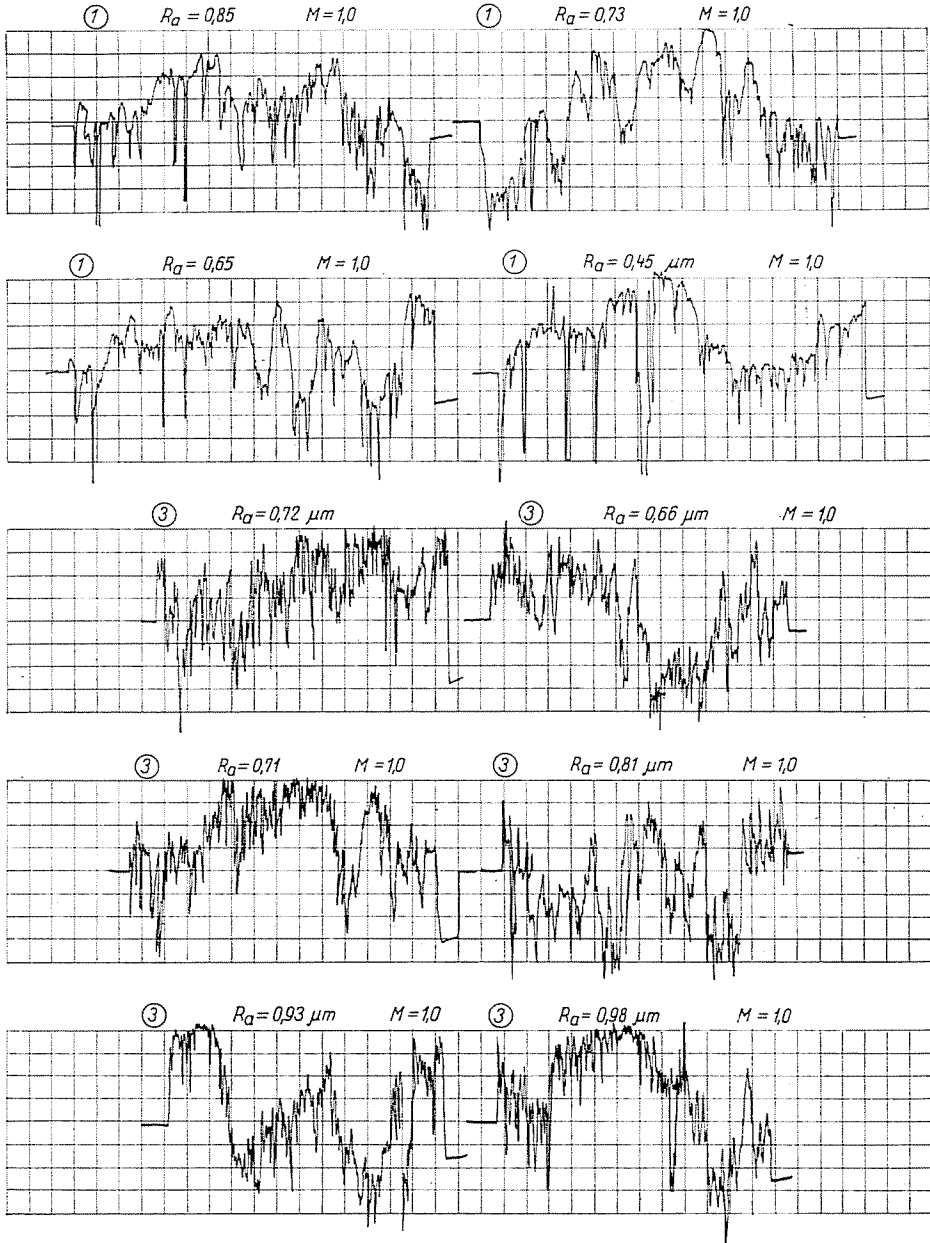 ① Ra = 0,85 M = 1,0 ① Ra = 0,73 M = 1,0
① Ra = 0,65 M = 1,0 ① Ra = 0,45 µm M = 1,0
③ Ra = 0,72 µm ③ Ra = 0,66 µm M = 1,0
③ Ra = 0,71 M = 1,0 ③ Ra = 0,81 µm M = 1,0
③ Ra = 0,93 µm M = 1,0 ③ Ra = 0,98 µm M = 1,0